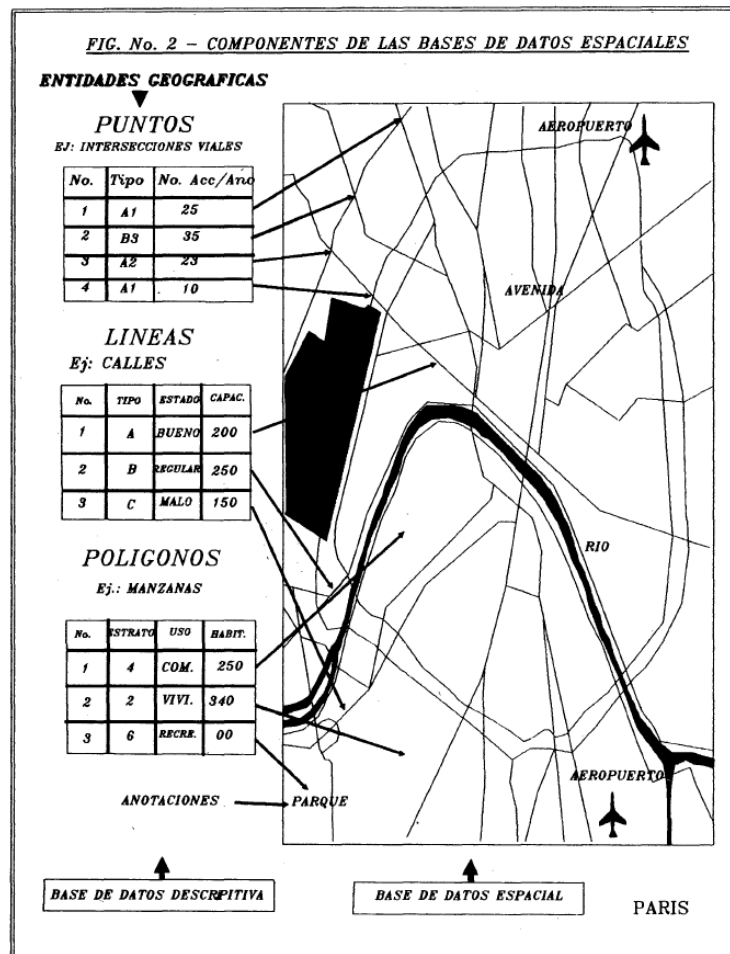 FIG. No. 2 - COMPONENTES DE LAS BASES DE DATOS ESPACIALES
ENTIDADES GEOGRAFICAS
PUNTOS
EJ: INTERSECCIONES VIALES
No. Tipo No. Acc/Ano
1 A1 25
2 B3 35
3 A2 23
4 A1 10
LINEAS
Ej: CALLES
No. TIPO ESTADO CAPAC.
1 A BUENO 200
2 B REGULAR 250
3 C MALO 150
POLIGONOS
Ej.: MANZANAS
No. ESTRATO USO HABIT.
1 4 COM. 250
2 2 VIVI. 340
3 6 RECRE. 00
ANOTACIONES
PARQUE
AEROPUERTO
AVENIDA
RIO
AEROPUERTO
BASE DE DATOS DESCRIPITIVA
BASE DE DATOS ESPACIAL
PARIS